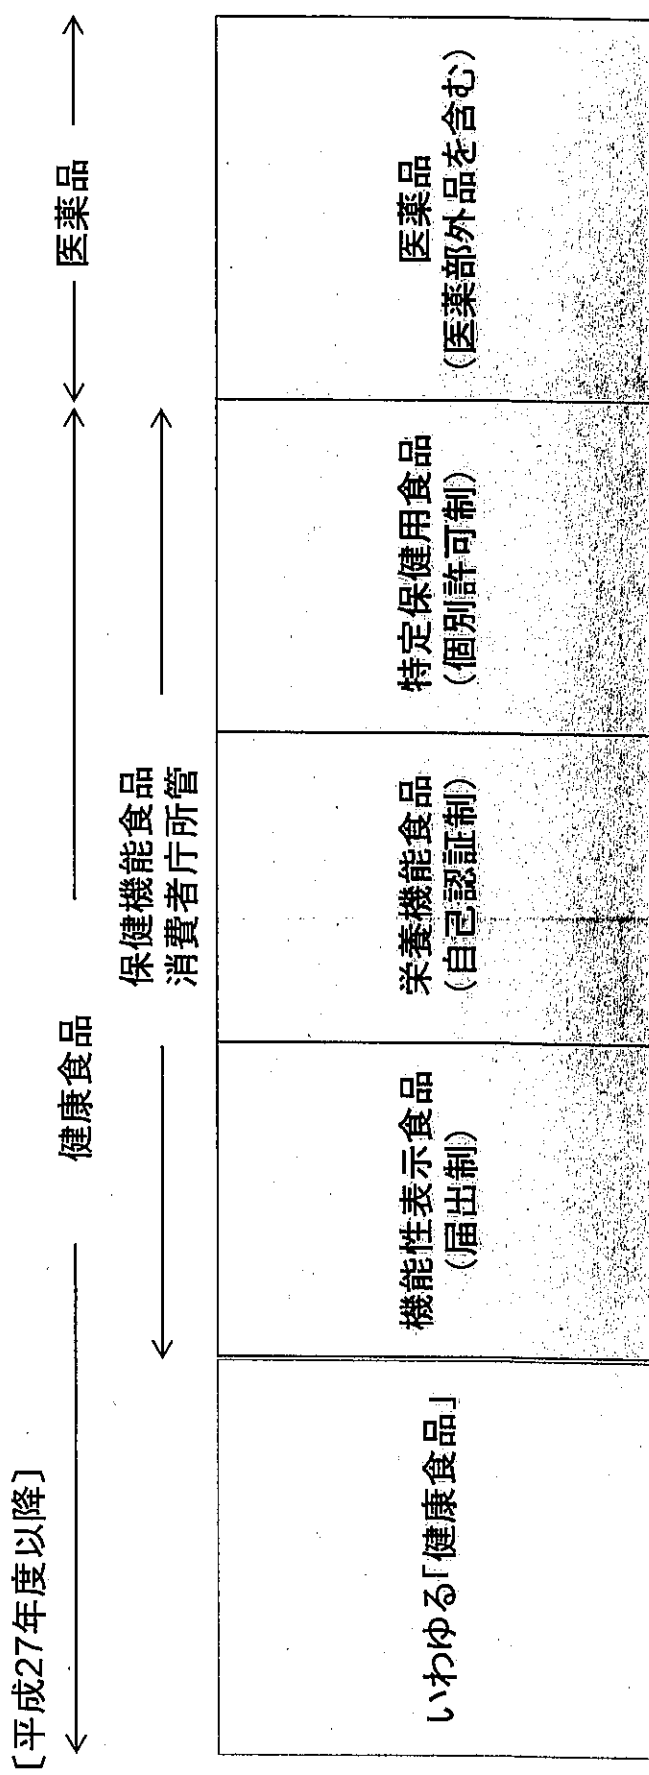 〔平成27年度以降〕
健康食品
医薬品
保健機能食品
消費者庁所管
いわゆる「健康食品」
機能性表示食品
(届出制)
栄養機能食品
(自己認証制)
特定保健用食品
(個別許可制)
医薬品
(医薬部外品を含む)